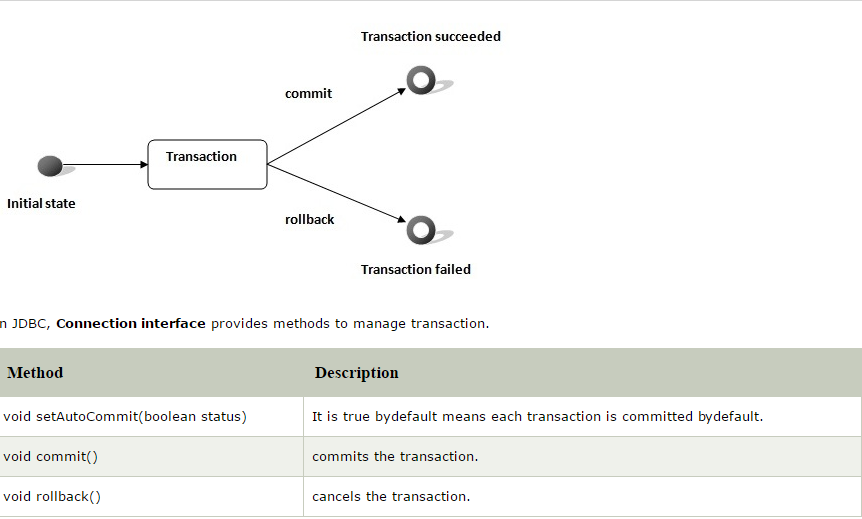 Transaction succeeded
commit
Transaction
Initial state
rollback
Transaction failed
n JDBC, Connection interface provides methods to manage transaction.
Method Description
void setAutoCommit(boolean status) It is true bydefault means each transaction is committed bydefault.
void commit() commits the transaction.
void rollback() cancels the transaction.